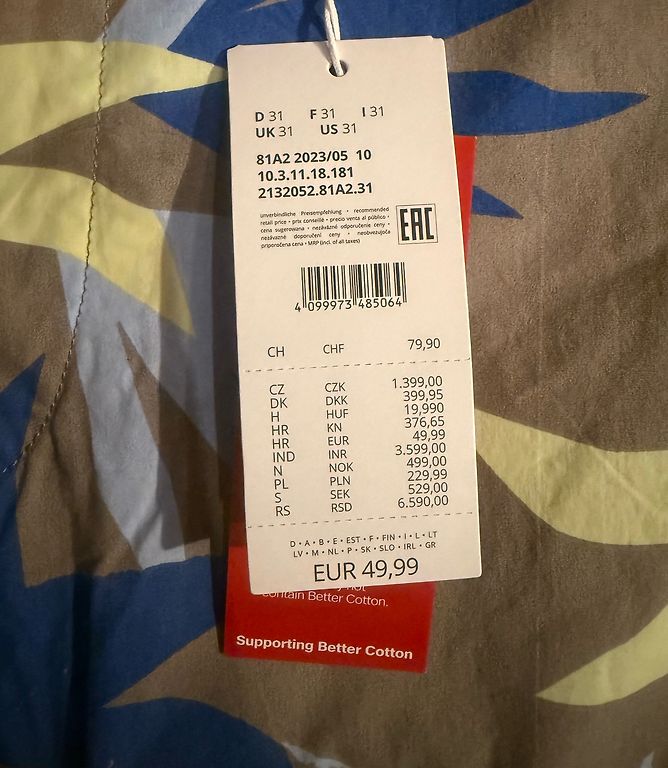 D 31 F 31 I 31
UK 31 US 31
81A2 2023/05 10
10.3.11.18.181
2132052.81A2.31
unverbindliche Preisempfehlung • recommended
retail price • prix conseillé • precio venta al público •
cena sugerowana • nezávazné odporučenie ceny •
nezávazné doporučení ceny • neobvezujoča
priporočena cena • MRP (incl. of all taxes)
EAC
4 099973 485064
CH CHF 79,90
CZ CZK 1.399,00
DK DKK 399,95
H HUF 19,990
HR KN 376,65
HR EUR 49,99
IND INR 3.599,00
N NOK 499,00
PL PLN 229,99
S SEK 529,00
RS RSD 6.590,00
D • A • B • E • EST • F • FIN • I • L • LT
LV • M • NL • P • SK • SLO • IRL • GR
EUR 49,99
not
contain Better Cotton.
Supporting Better Cotton